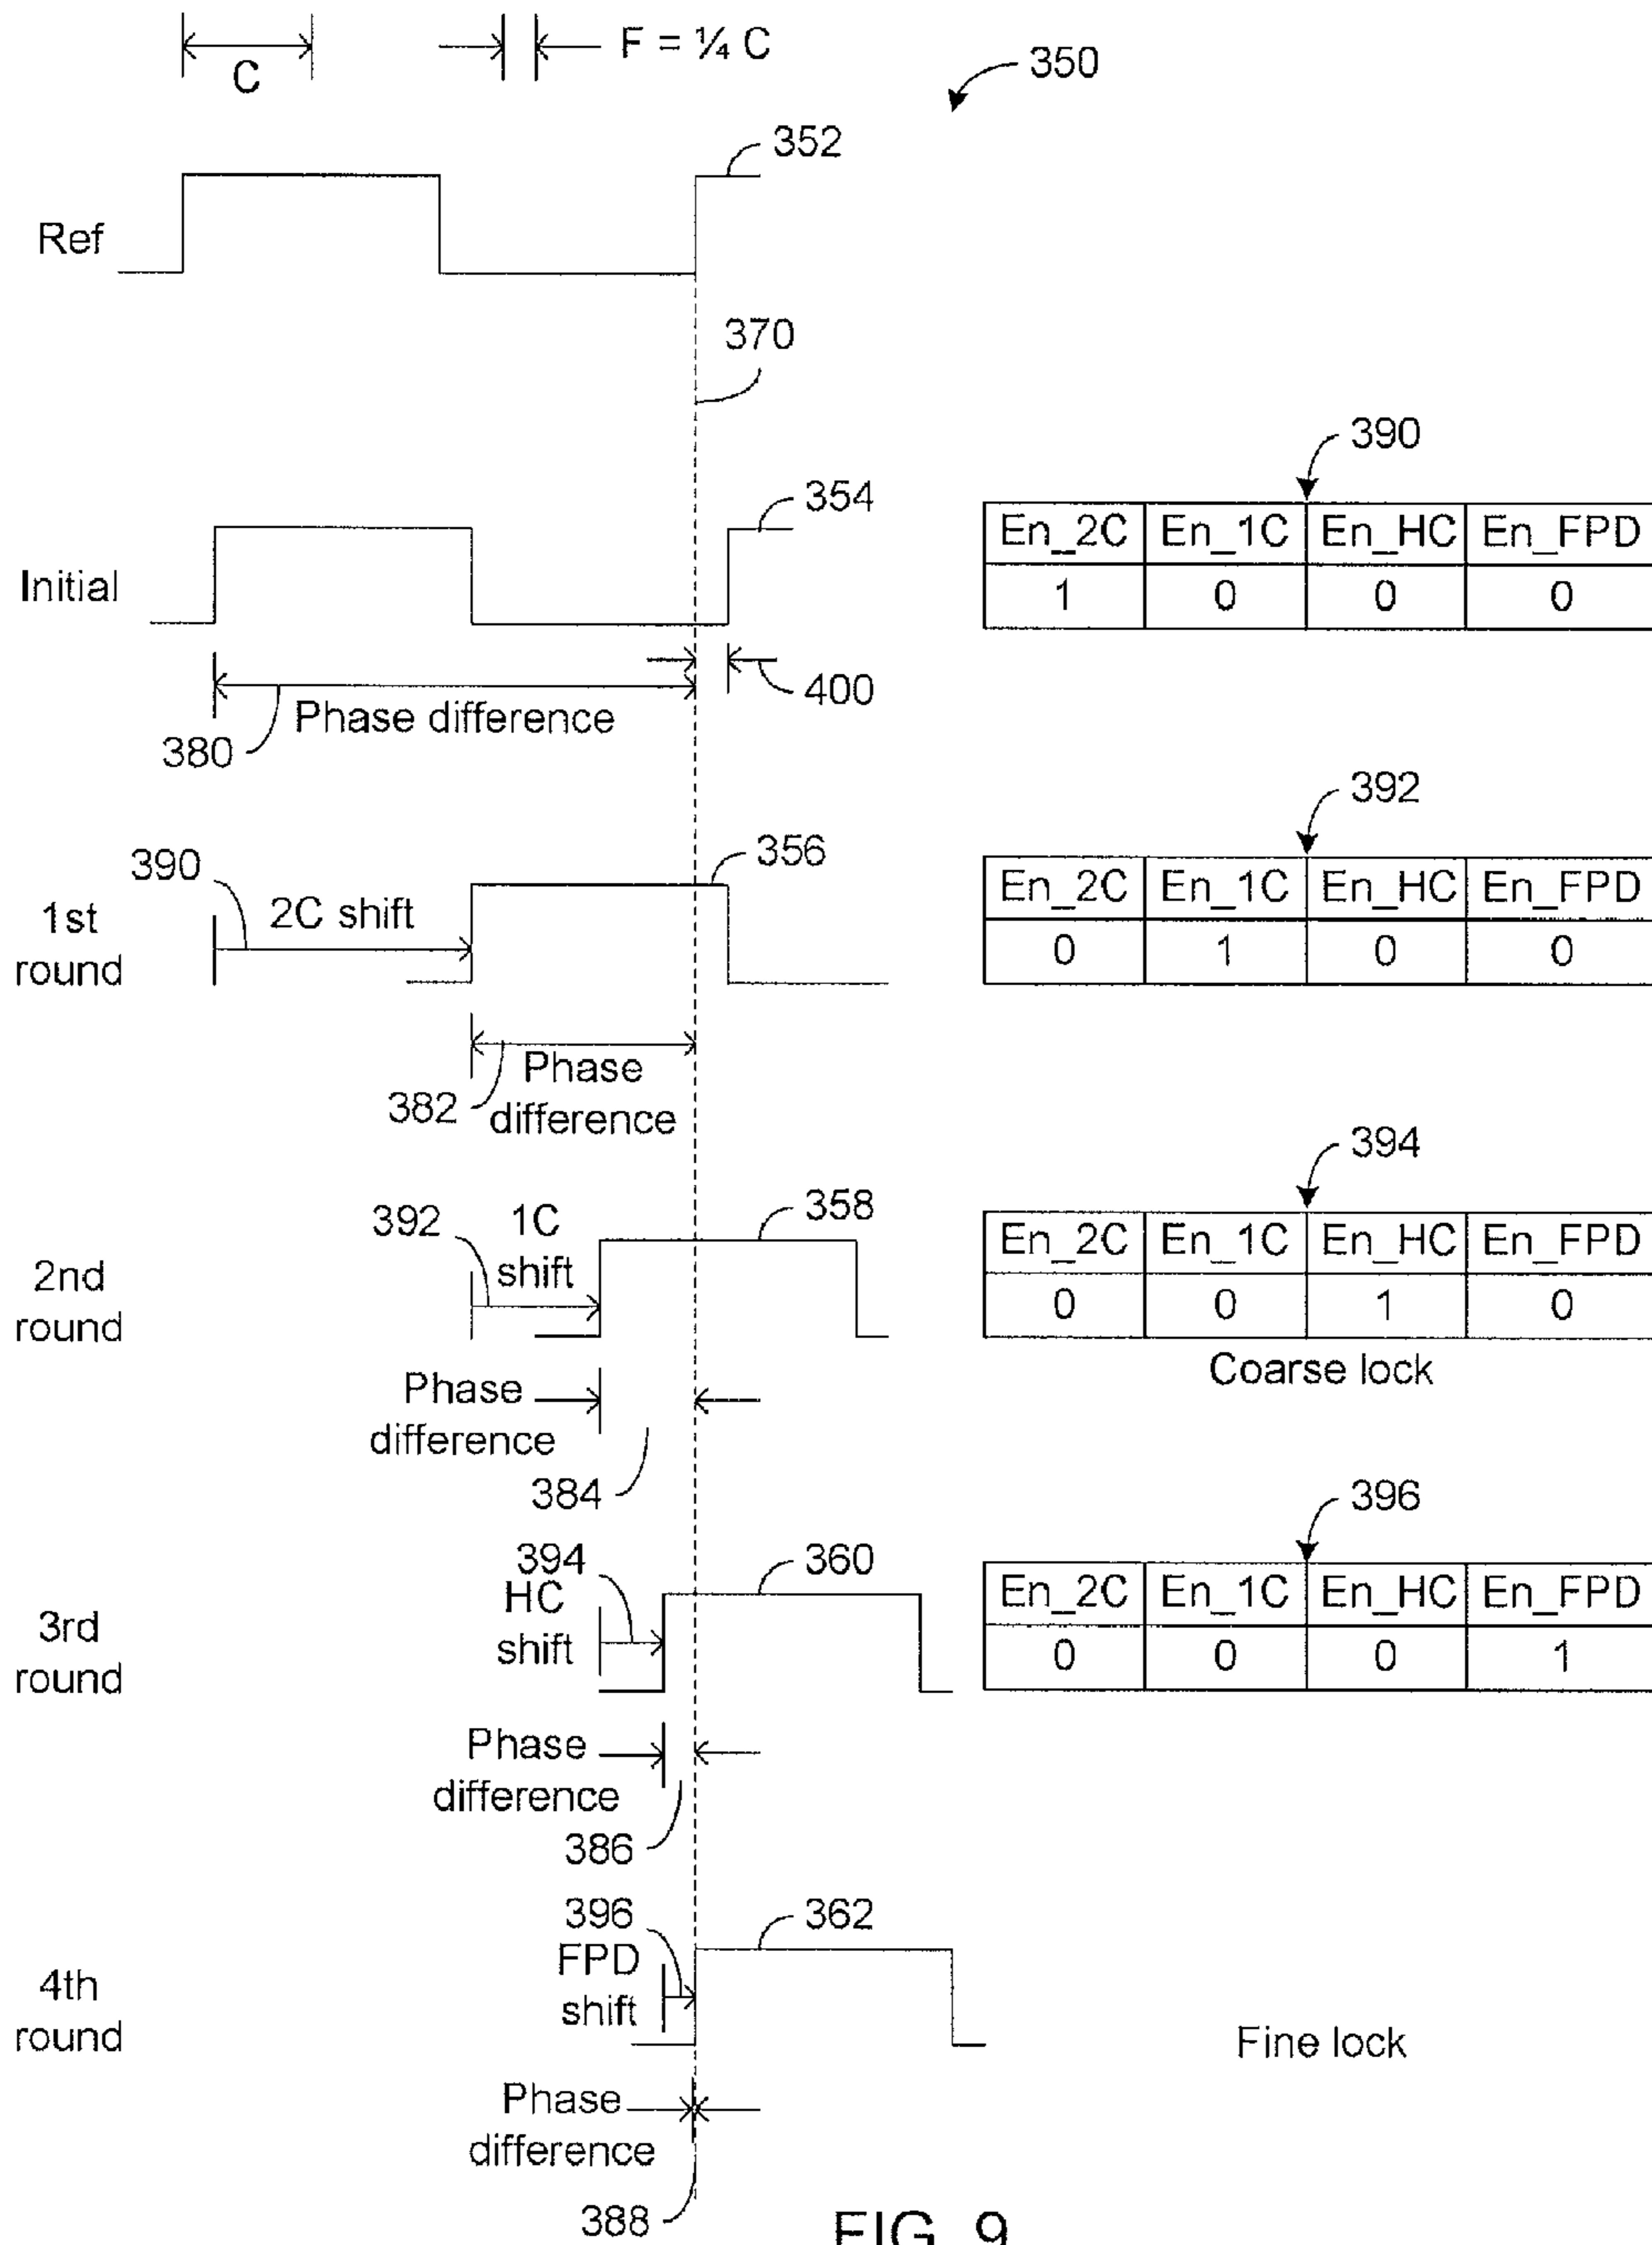 C
F = ¼ C
350
352
Ref
370
390
354
En_2C En_1C En_HC En_FPD
Initial
1 0 0 0
400
Phase difference
380
392
390
356
2C shift
En_2C En_1C En_HC En_FPD
1st
round
0 1 0 0
Phase
difference
382
394
392
1C
shift
358
En_2C En_1C En_HC En_FPD
2nd
round
0 0 1 0
Coarse lock
Phase
difference
384
396
394
HC
shift
360
En_2C En_1C En_HC En_FPD
3rd
round
0 0 0 1
Phase
difference
386
396
FPD
shift
362
4th
round
Fine lock
Phase
difference
388
FIG. 9